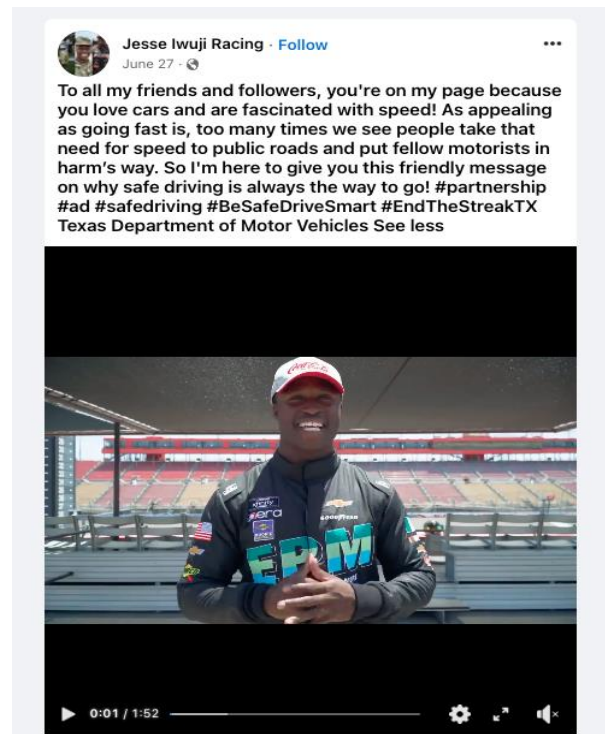 Jesse Iwuji Racing · Follow
June 27 ·
To all my friends and followers, you're on my page because
you love cars and are fascinated with speed! As appealing
as going fast is, too many times we see people take that
need for speed to public roads and put fellow motorists in
harm's way. So I'm here to give you this friendly message
on why safe driving is always the way to go! #partnership
#ad #safedriving #BeSafeDriveSmart #EndTheStreakTX
Texas Department of Motor Vehicles See less
xfinity
era
GOODYEAR
ERM
0:01 / 1:52